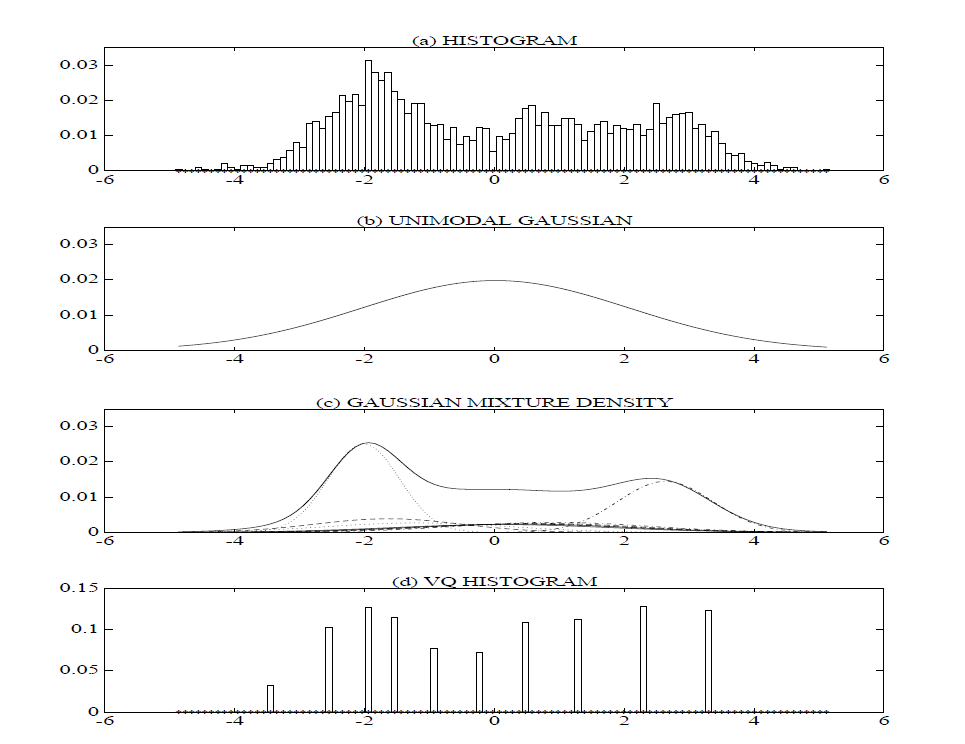 (a) HISTOGRAM
0.03
0.02
0.01
0
-6 -4 -2 0 2 4 6
(b) UNIMODAL GAUSSIAN
0.03
0.02
0.01
0
-6 -4 -2 0 2 4 6
(c) GAUSSIAN MIXTURE DENSITY
0.03
0.02
0.01
0
-6 -4 -2 0 2 4 6
(d) VQ HISTOGRAM
0.15
0.1
0.05
0
-6 -4 -2 0 2 4 6